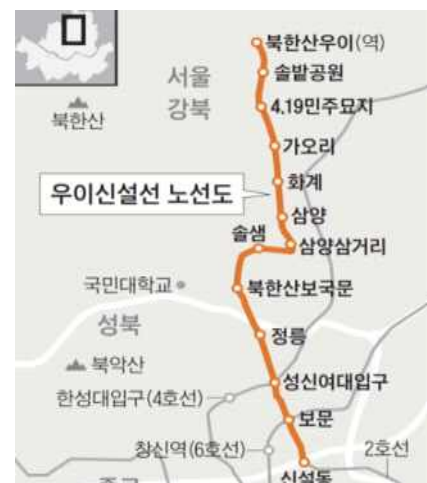 북한산우이(역)
솔밭공원
서울
강북
4.19민주묘지
북한산
가오리
화계
우이신설선 노선도
삼양
솔샘
삼양삼거리
국민대학교
북한산보국문
성북
정릉
북악산
성신여대입구
한성대입구(4호선)
보문
창신역(6호선)
2호선
신설동